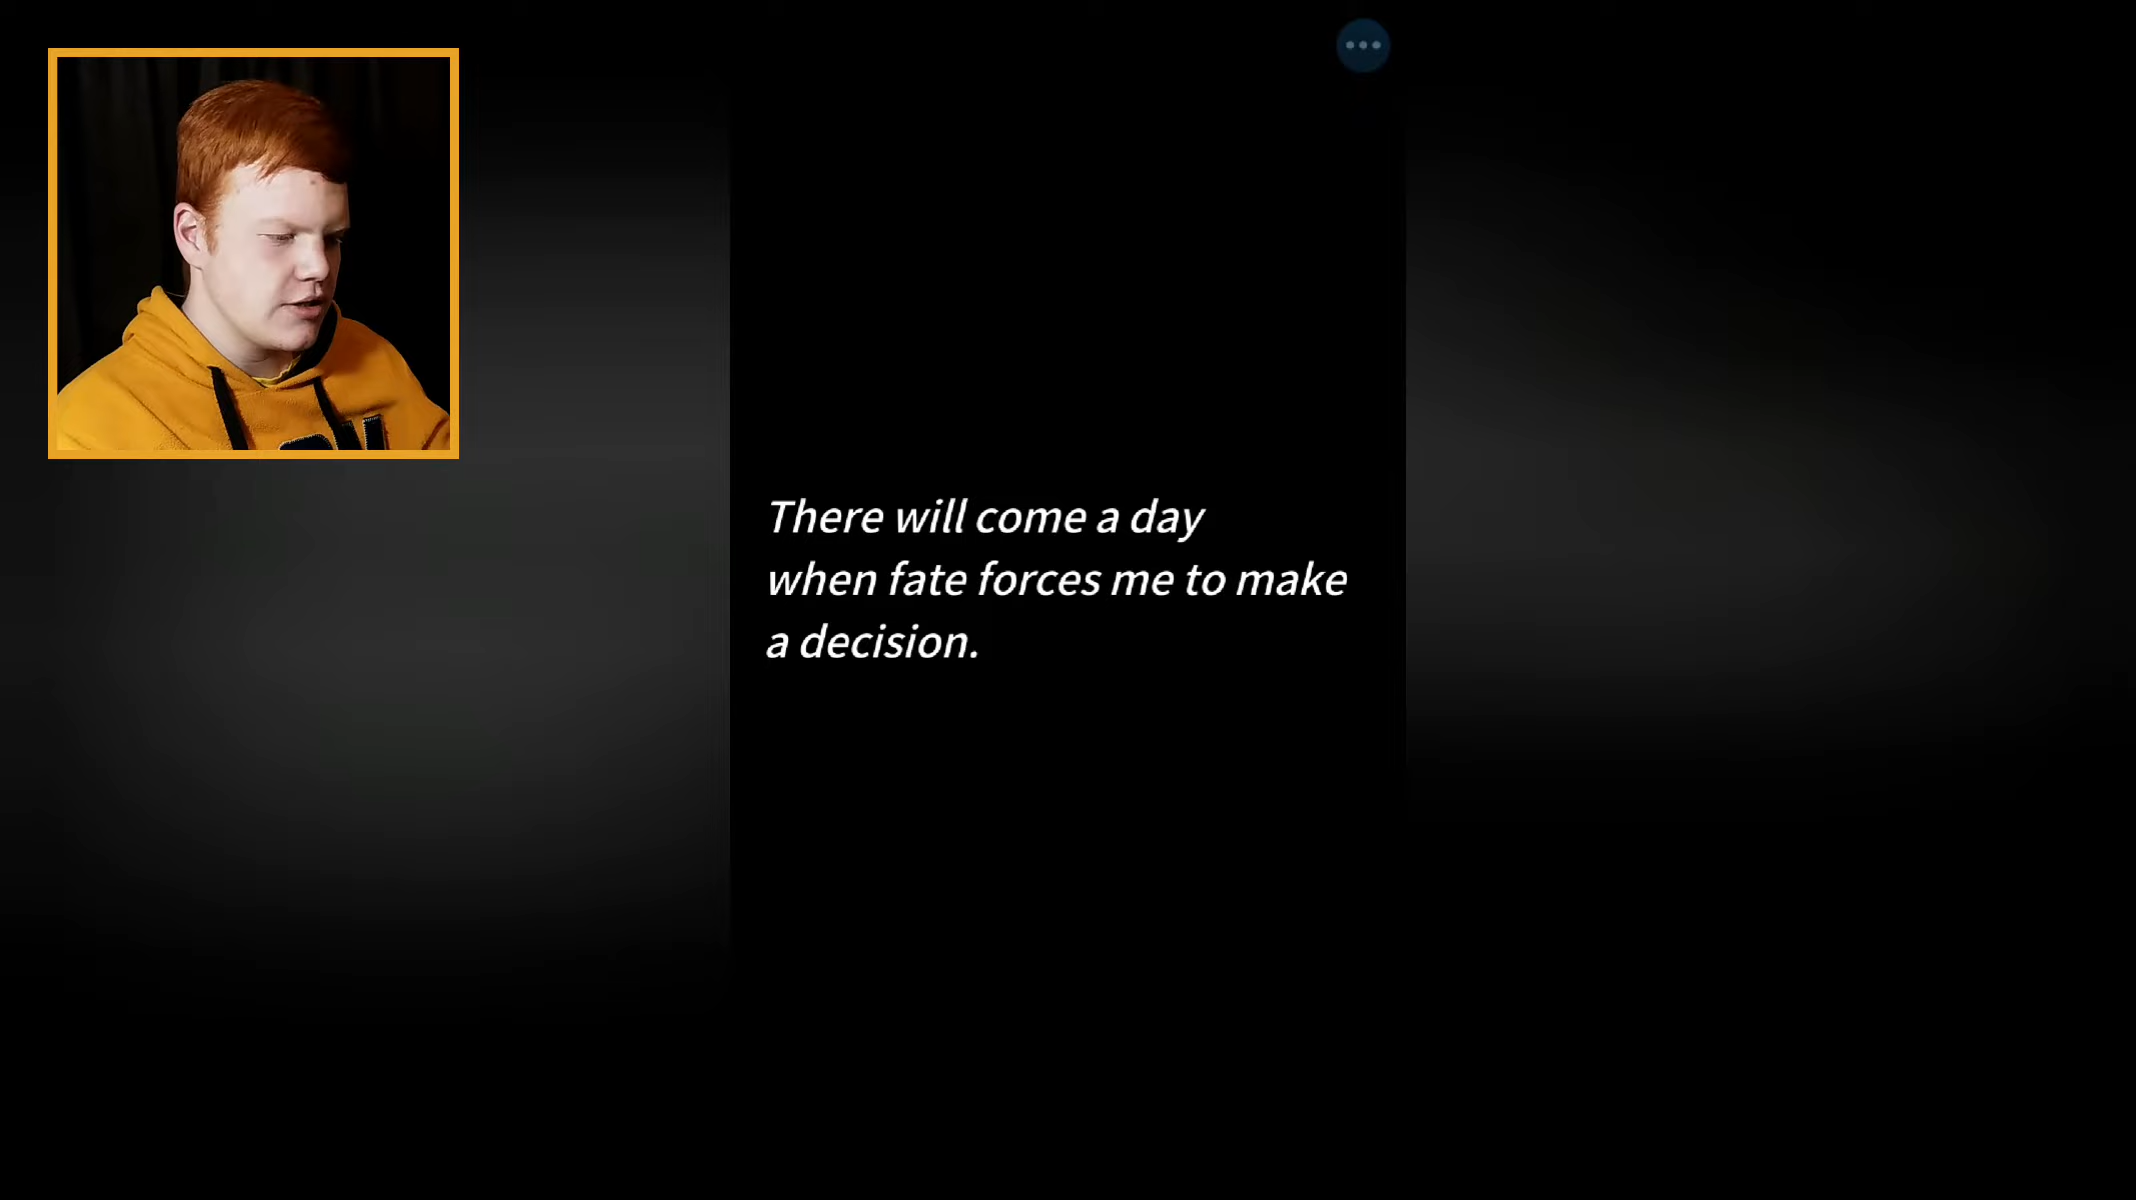 There will come a day
when fate forces me to make
a decision.